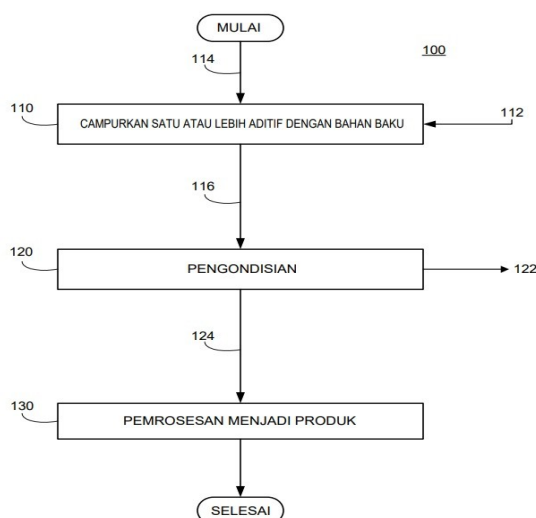 MULAI
114
100
110
CAMPURKAN SATU ATAU LEBIH ADITIF DENGAN BAHAN BAKU
112
116
120
PENGONDISIAN
122
124
130
PEMROSESAN MENJADI PRODUK
SELESAI